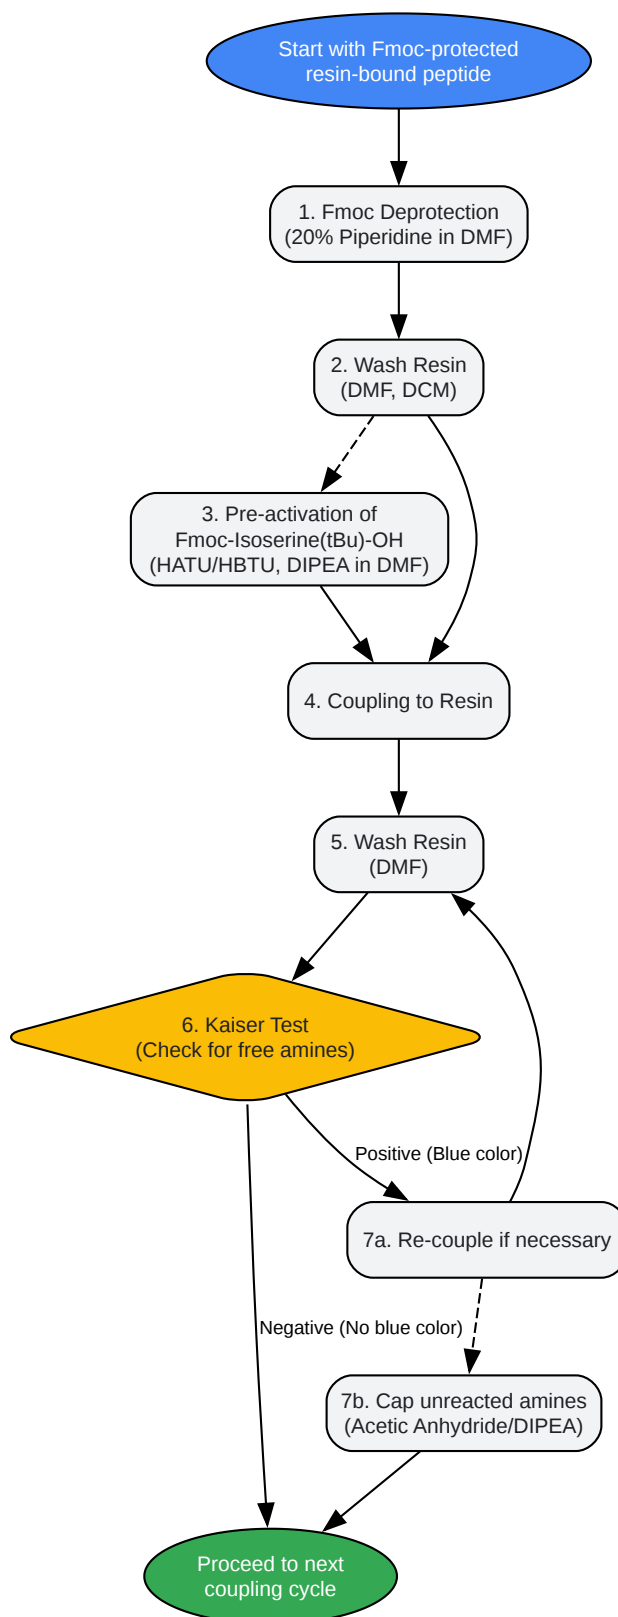 Start with Fmoc-protected
resin-bound peptide
1. Fmoc Deprotection
(20% Piperidine in DMF)
2. Wash Resin
(DMF, DCM)
3. Pre-activation of
Fmoc-Isoserine(tBu)-OH
(HATU/HBTU, DIPEA in DMF)
4. Coupling to Resin
5. Wash Resin
(DMF)
6. Kaiser Test
(Check for free amines)
Positive (Blue color)
7a. Re-couple if necessary
Negative (No blue color)
7b. Cap unreacted amines
(Acetic Anhydride/DIPEA)
Proceed to next
coupling cycle